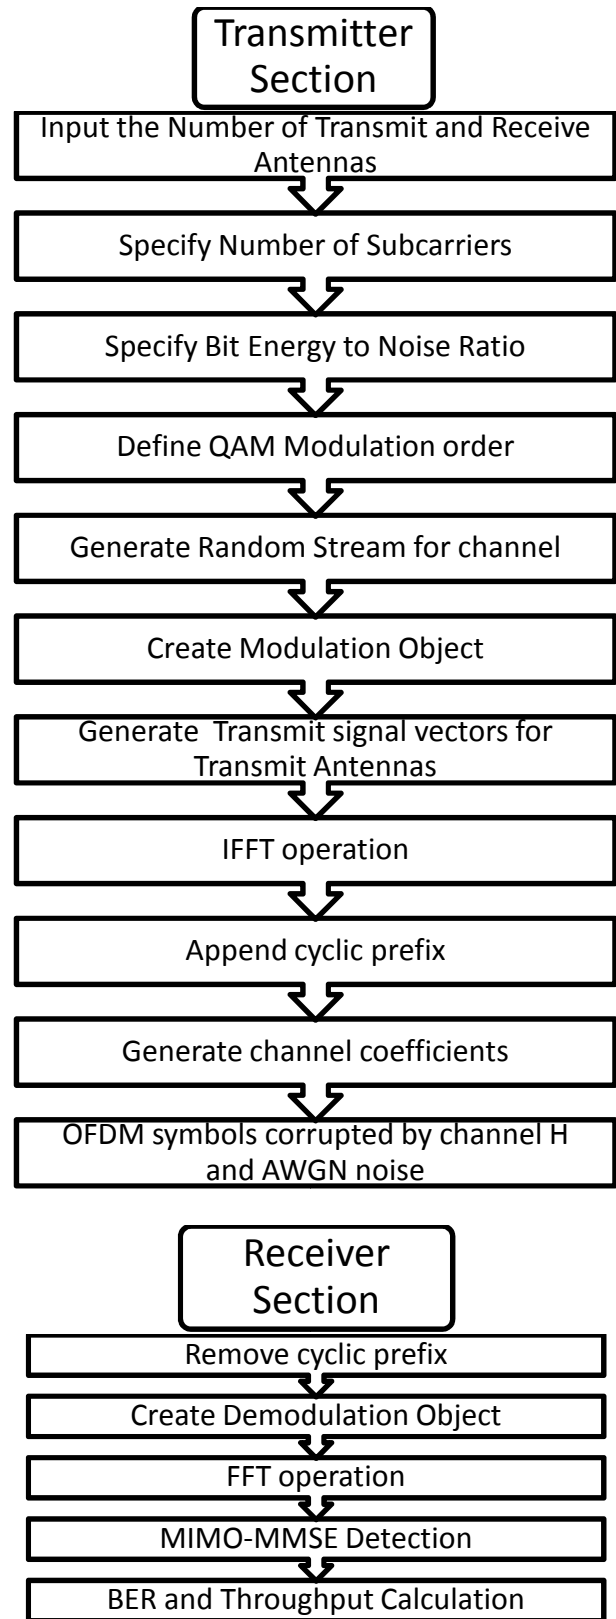 Transmitter
Section
Input the Number of Transmit and Receive
Antennas
Specify Number of Subcarriers
Specify Bit Energy to Noise Ratio
Define QAM Modulation order
Generate Random Stream for channel
Create Modulation Object
Generate  Transmit signal vectors for
Transmit Antennas
IFFT operation
Append cyclic prefix
Generate channel coefficients
OFDM symbols corrupted by channel H
and AWGN noise
Receiver
Section
Remove cyclic prefix
Create Demodulation Object
FFT operation
MIMO-MMSE Detection
BER and Throughput Calculation